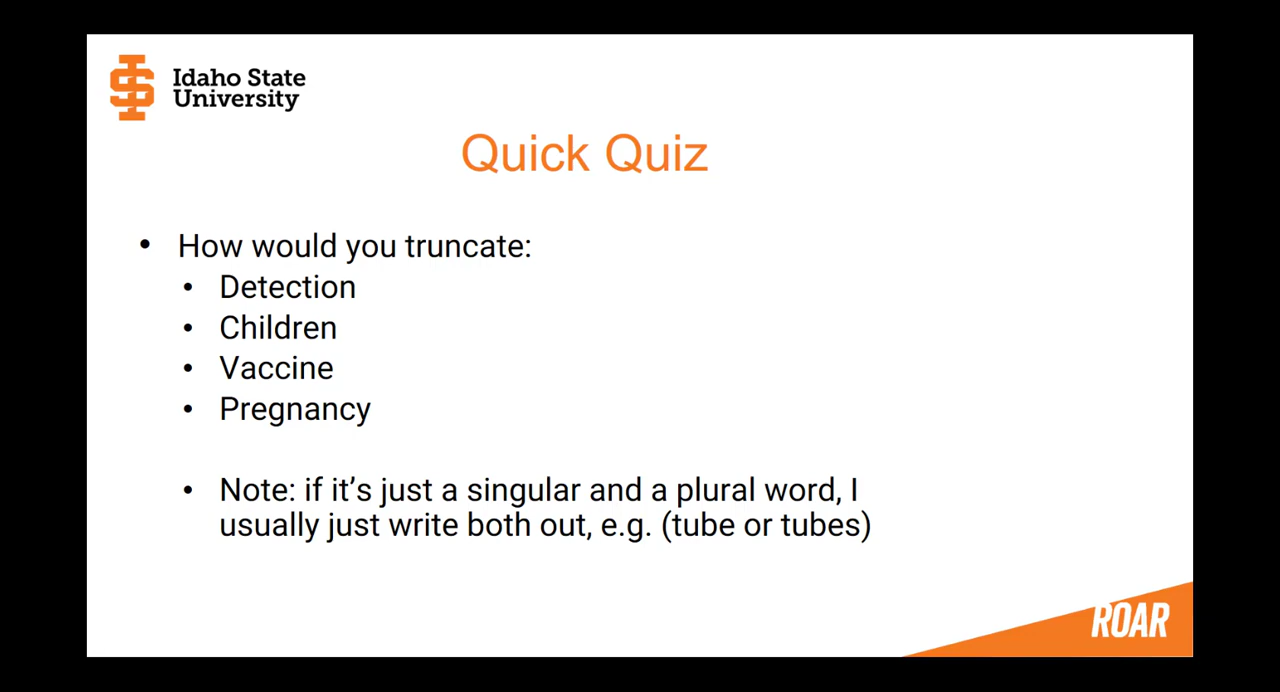 Idaho State
University
Quick Quiz
• How would you truncate:
• Detection
• Children
• Vaccine
• Pregnancy
• Note: if it’s just a singular and a plural word, I
usually just write both out, e.g. (tube or tubes)
ROAR